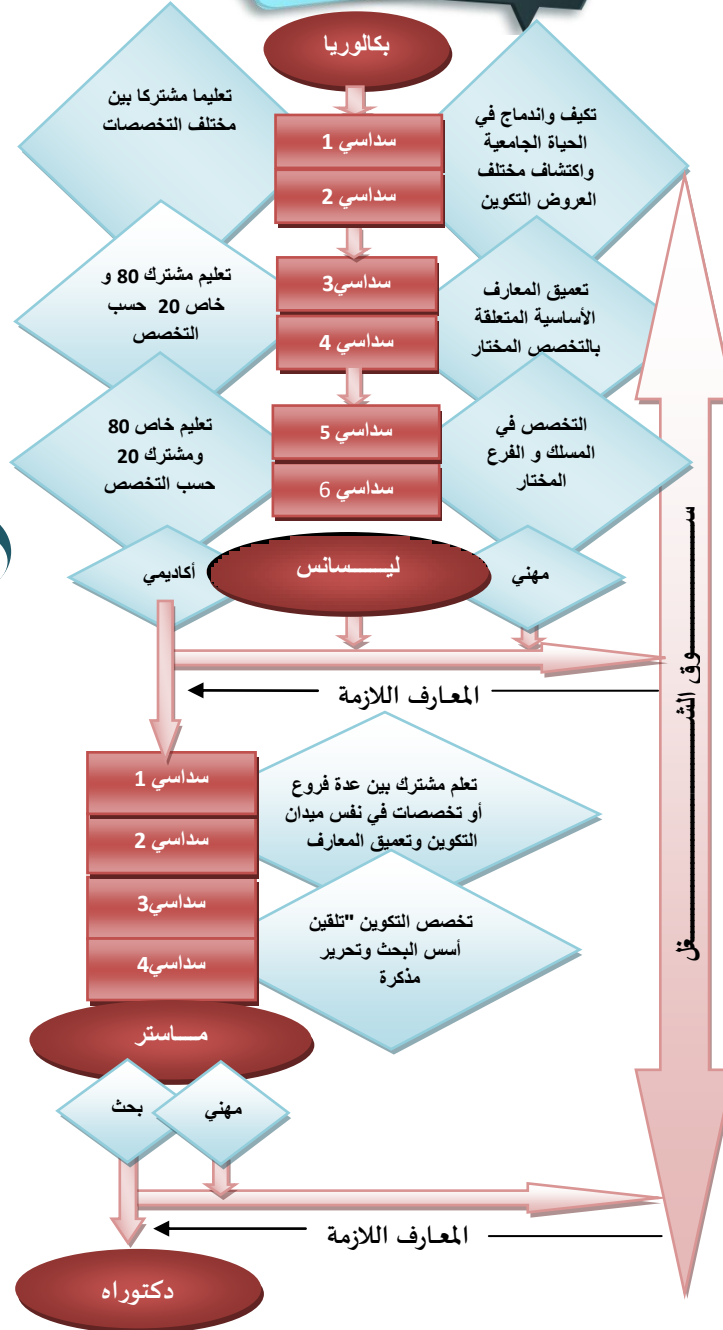 بكالوريا
تكيف واندماج في
الحياة الجامعية
واكتشاف مختلف
العروض التكوين
سداسي 1
سداسي 2
تعليما مشتركا بين
مختلف التخصصات
تعميق المعارف
الأساسية المتعلقة
بالتخصص المختار
سداسي3
سداسي 4
تعليم مشترك 80 و
خاص 20 حسب
التخصص
التخصص في
المسلك و الفرع
المختار
سداسي 5
سداسي 6
تعليم خاص 80
ومشترك 20
حسب التخصص
مهني
ليـــــــسانس
أكاديمي
ســـــــــوق الشـــــــــغل
المعارف اللازمة
تعلم مشترك بين عدة فروع
أو تخصصات في نفس ميدان
التكوين وتعميق المعارف
سداسي 1
سداسي 2
تخصص التكوين "تلقين
أسس البحث وتحرير
مذكرة
سداسي3
سداسي4
مـــــاستر
مهني
بحث
المعارف اللازمة
دكتوراه